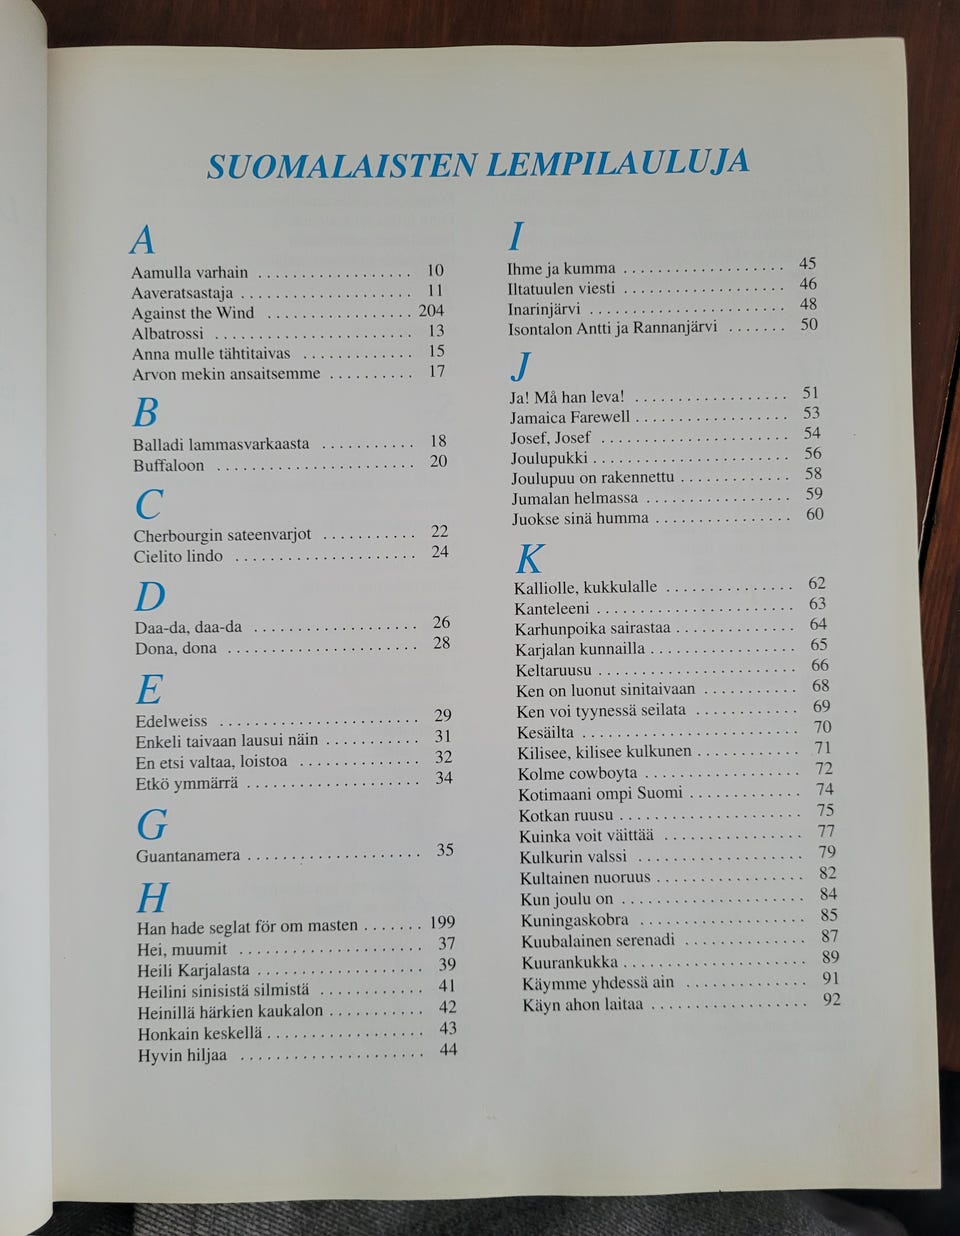 SUOMALAISTEN LEMPILAULUJA
A
Aamulla varhain . . . . . . . . . . . . . . . . . . 10
Aaveratsastaja . . . . . . . . . . . . . . . . . . . . 11
Against the Wind . . . . . . . . . . . . . . . . . 204
Albatrossi . . . . . . . . . . . . . . . . . . . . . . . 13
Anna mulle tähtitaivas . . . . . . . . . . . . . 15
Arvon mekin ansaitsemme . . . . . . . . . . 17
B
Balladi lammasvarkaasta . . . . . . . . . . . 18
Buffaloon . . . . . . . . . . . . . . . . . . . . . . . 20
C
Cherbourgin sateenvarjot . . . . . . . . . . . 22
Cielito lindo . . . . . . . . . . . . . . . . . . . . . 24
D
Daa-da, daa-da . . . . . . . . . . . . . . . . . . . 26
Dona, dona . . . . . . . . . . . . . . . . . . . . . . 28
E
Edelweiss . . . . . . . . . . . . . . . . . . . . . . . 29
Enkeli taivaan lausui näin . . . . . . . . . . . 31
En etsi valtaa, loistoa . . . . . . . . . . . . . . 32
Etkö ymmärrä . . . . . . . . . . . . . . . . . . . . 34
G
Guantanamera . . . . . . . . . . . . . . . . . . . . 35
H
Han hade seglat för om masten . . . . . . . 199
Hei, muumit . . . . . . . . . . . . . . . . . . . . . 37
Heili Karjalasta . . . . . . . . . . . . . . . . . . . 39
Heilini sinisistä silmistä . . . . . . . . . . . . 41
Heinillä härkien kaukalon . . . . . . . . . . . 42
Honkain keskellä . . . . . . . . . . . . . . . . . . 43
Hyvin hiljaa . . . . . . . . . . . . . . . . . . . . . 44
I
Ihme ja kumma . . . . . . . . . . . . . . . . . . . 45
Iltatuulen viesti . . . . . . . . . . . . . . . . . . . 46
Inarinjärvi . . . . . . . . . . . . . . . . . . . . . . . 48
Isontalon Antti ja Rannanjärvi . . . . . . . 50
J
Ja! Må han leva! . . . . . . . . . . . . . . . . . . 51
Jamaica Farewell . . . . . . . . . . . . . . . . . . 53
Josef, Josef . . . . . . . . . . . . . . . . . . . . . . 54
Joulupukki . . . . . . . . . . . . . . . . . . . . . . . 56
Joulupuu on rakennettu . . . . . . . . . . . . . 58
Jumalan helmassa . . . . . . . . . . . . . . . . . 59
Juokse sinä humma . . . . . . . . . . . . . . . . 60
K
Kalliolle, kukkulalle . . . . . . . . . . . . . . . 62
Kanteleeni . . . . . . . . . . . . . . . . . . . . . . . 63
Karhunpoika sairastaa . . . . . . . . . . . . . . 64
Karjalan kunnailla . . . . . . . . . . . . . . . . . 65
Keltaruusu . . . . . . . . . . . . . . . . . . . . . . . 66
Ken on luonut sinitaivaan . . . . . . . . . . . 68
Ken voi tyynessä seilata . . . . . . . . . . . . 69
Kesäilta . . . . . . . . . . . . . . . . . . . . . . . . . 70
Kilisee, kilisee kulkunen . . . . . . . . . . . . 71
Kolme cowboyta . . . . . . . . . . . . . . . . . . 72
Kotimaani ompi Suomi . . . . . . . . . . . . . 74
Kotkan ruusu . . . . . . . . . . . . . . . . . . . . . 75
Kuinka voit väittää . . . . . . . . . . . . . . . . 77
Kulkurin valssi . . . . . . . . . . . . . . . . . . . 79
Kultainen nuoruus . . . . . . . . . . . . . . . . . 82
Kun joulu on . . . . . . . . . . . . . . . . . . . . . 84
Kuningaskobra . . . . . . . . . . . . . . . . . . . 85
Kuubalainen serenadi . . . . . . . . . . . . . . 87
Kuurankukka . . . . . . . . . . . . . . . . . . . . . 89
Käymme yhdessä ain . . . . . . . . . . . . . . 91
Käyn ahon laitaa . . . . . . . . . . . . . . . . . . 92